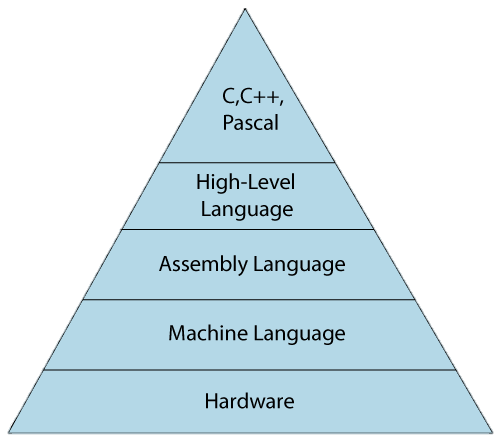 C,C++,
Pascal
High-Level
Language
Assembly Language
Machine Language
Hardware